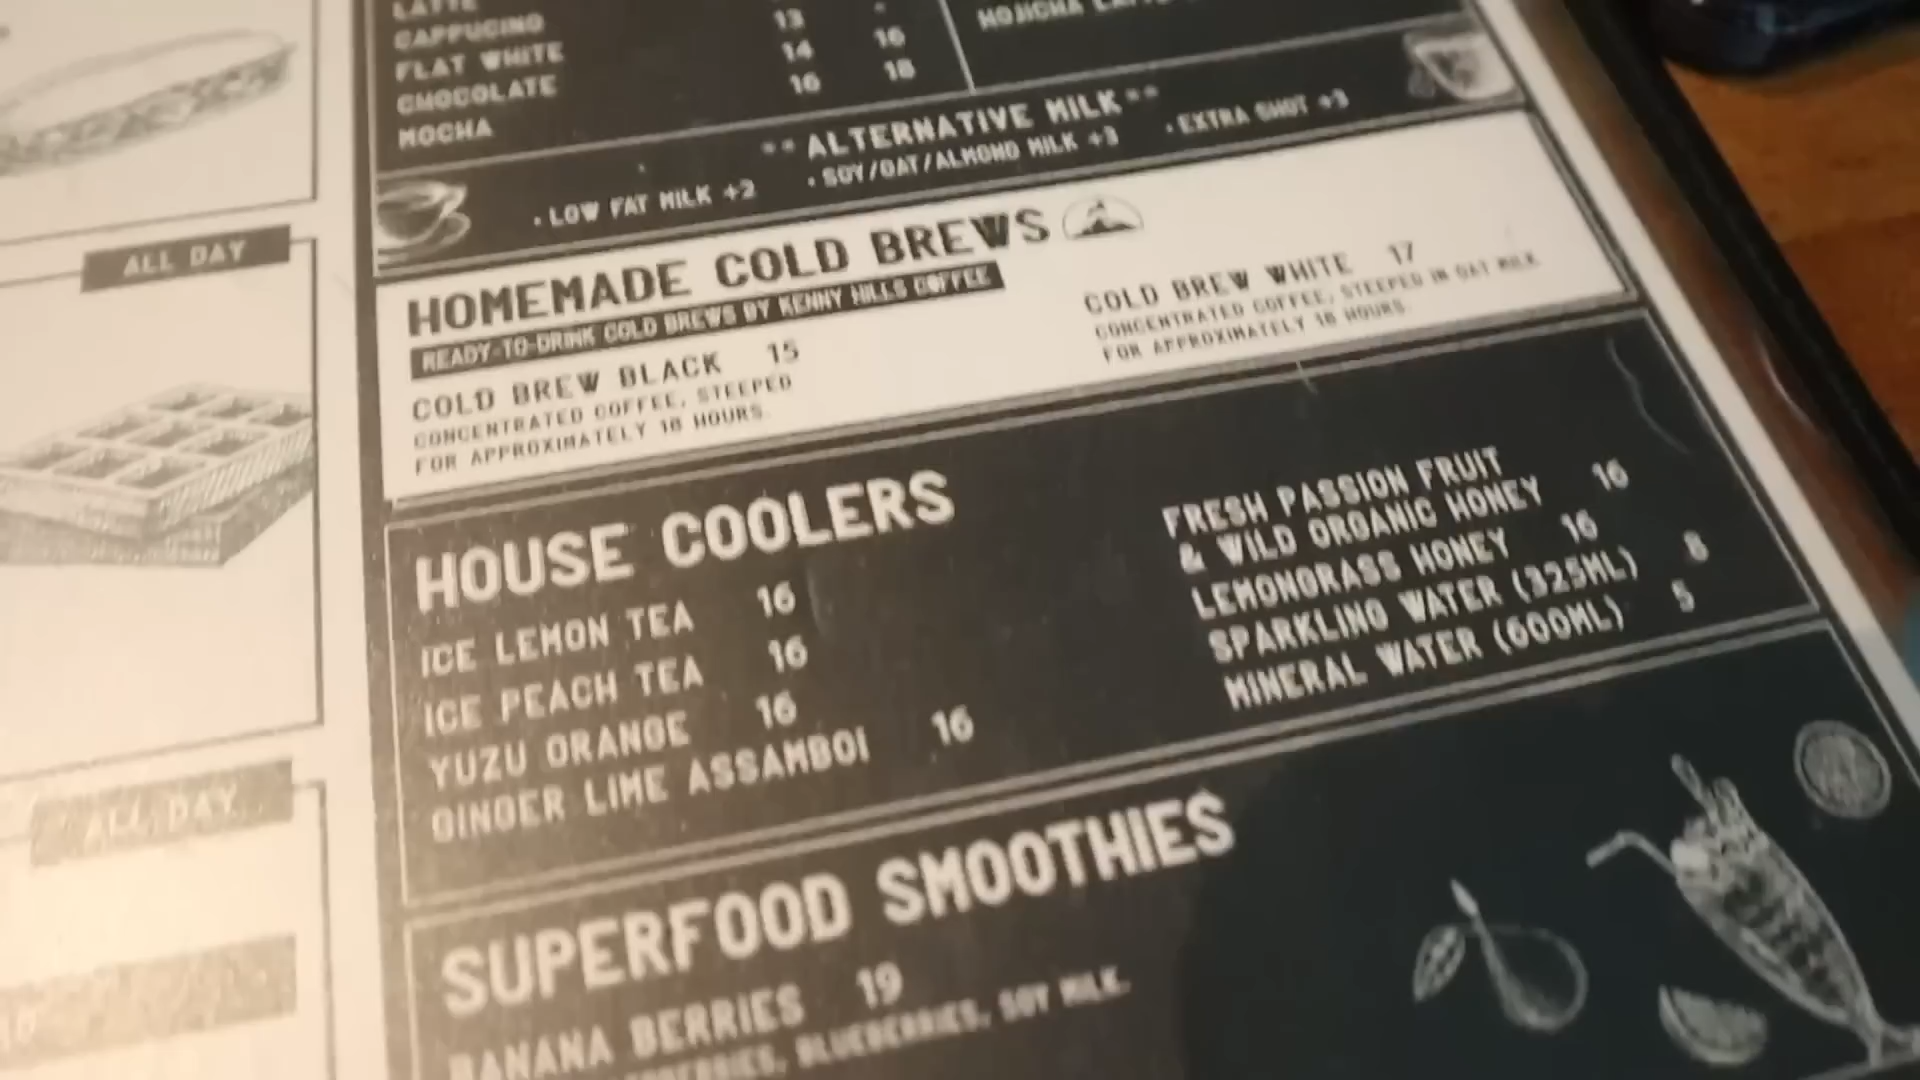 LATTE
CAPPUCINO 13 -
FLAT WHITE 14 16
CHOCOLATE 16 18
MOCHA
HOJICHA
** ALTERNATIVE MILK **
• LOW FAT MILK +2 • SOY/OAT/ALMOND MILK +3 • EXTRA SHOT +3
ALL DAY
HOMEMADE COLD BREWS
READY-TO-DRINK COLD BREWS BY KENNY HILLS COFFEE
COLD BREW BLACK 15
CONCENTRATED COFFEE, STEEPED
FOR APPROXIMATELY 18 HOURS.
COLD BREW WHITE 17
CONCENTRATED COFFEE, STEEPED IN OAT MILK
FOR APPROXIMATELY 18 HOURS.
HOUSE COOLERS
ICE LEMON TEA 16
ICE PEACH TEA 16
YUZU ORANGE 16
GINGER LIME ASSAMBOI 16
FRESH PASSION FRUIT
& WILD ORGANIC HONEY 16
LEMONGRASS HONEY 16
SPARKLING WATER (325ML) 8
MINERAL WATER (600ML) 5
ALL DAY
SUPERFOOD SMOOTHIES
BANANA BERRIES 19
BLUEBERRIES, SOY MILK.